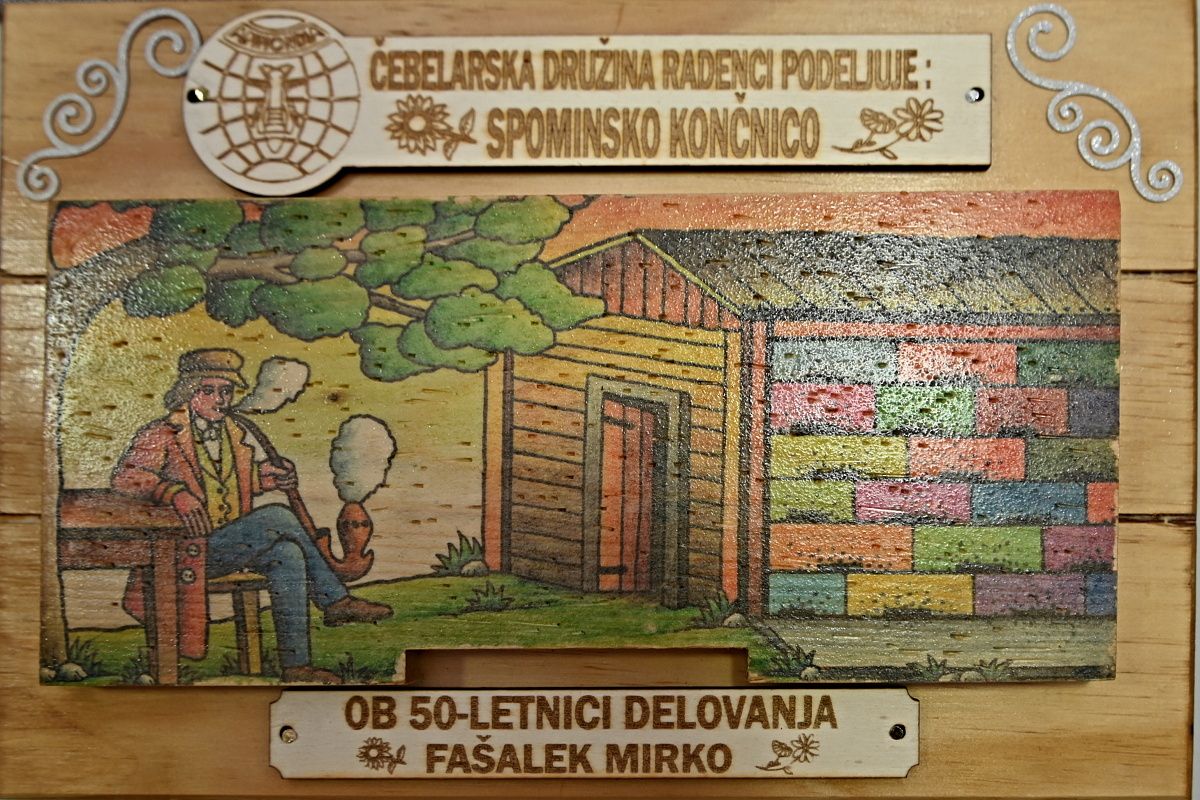 ČEBELARSKA DRUŽINA RADENCI PODELJUJE :
SPOMINSKO KONČNICO
OB 50-LETNICI DELOVANJA
FAŠALEK MIRKO